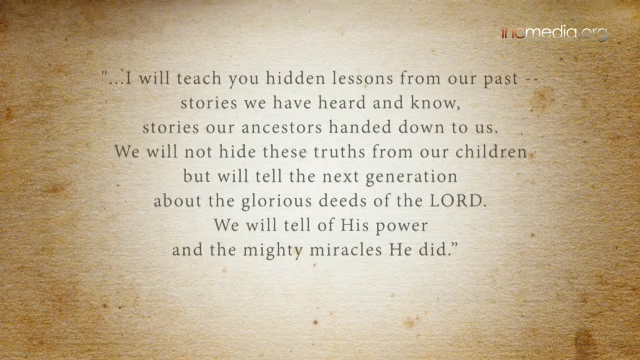 incmedia.org
"...I will teach you hidden lessons from our past --
stories we have heard and know,
stories our ancestors handed down to us.
We will not hide these truths from our children
but will tell the next generation
about the glorious deeds of the LORD.
We will tell of His power
and the mighty miracles He did.”